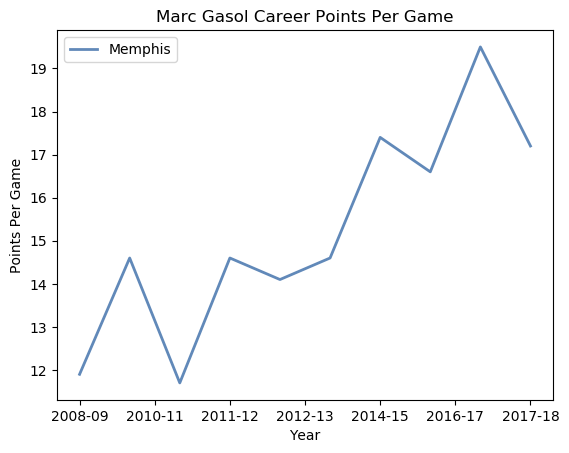 Marc Gasol Career Points Per Game
Memphis
Points Per Game
19
18
17
16
15
14
13
12
2008-09 2010-11 2011-12 2012-13 2014-15 2016-17 2017-18
Year